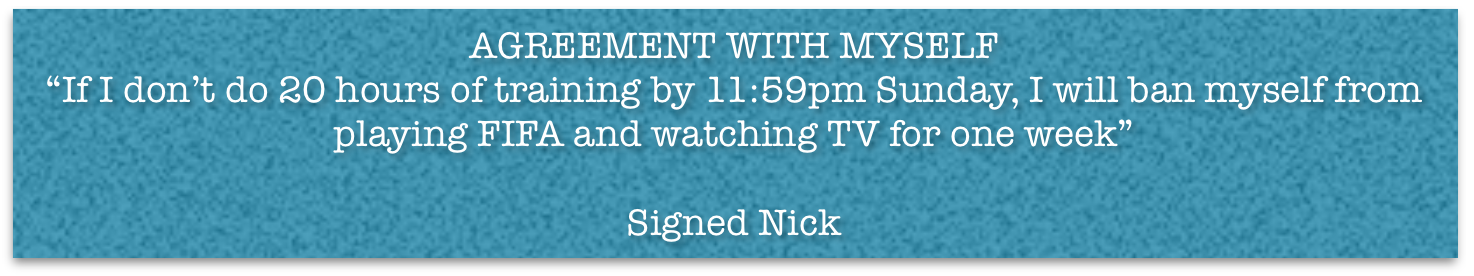 AGREEMENT WITH MYSELF
“If I don’t do 20 hours of training by 11:59pm Sunday, I will ban myself from
playing FIFA and watching TV for one week”
Signed Nick